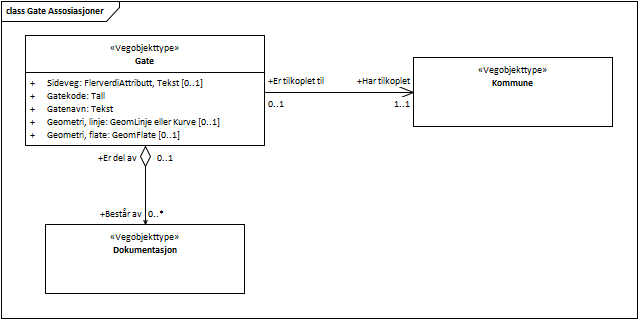 class Gate Assosiasjoner
«Vegobjekttype»
Gate
+ Sideveg: FlerverdiAttributt, Tekst [0..1]
+ Gatekode: Tall
+ Gatenavn: Tekst
+ Geometri, linje: GeomLinje eller Kurve [0..1]
+ Geometri, flate: GeomFlate [0..1]
+Er tilkoplet til
0..1
+Har tilkoplet
1..1
«Vegobjekttype»
Kommune
+Er del av
0..1
+Består av
0..*
«Vegobjekttype»
Dokumentasjon